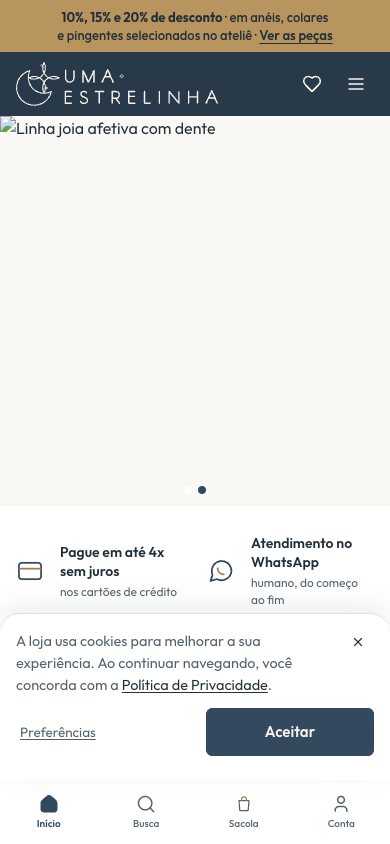 10%, 15% e 20% de desconto · em anéis, colares
e pingentes selecionados no ateliê · Ver as peças
UMA
ESTRELINHA
Linha joia afetiva com dente
Pague em até 4x
sem juros
nos cartões de crédito
Atendimento no
WhatsApp
humano, do começo
ao fim
A loja usa cookies para melhorar a sua
experiência. Ao continuar navegando, você
concorda com a Política de Privacidade.
Preferências
Aceitar
Início
Busca
Sacola
Conta